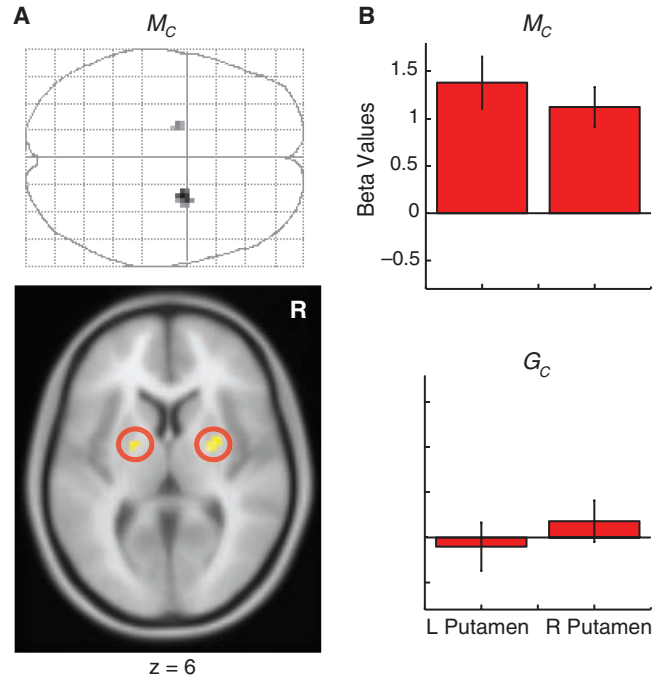 A
M_C
R
z = 6
B
M_C
Beta Values
1.5
1
0.5
0
–0.5
G_C
L Putamen R Putamen